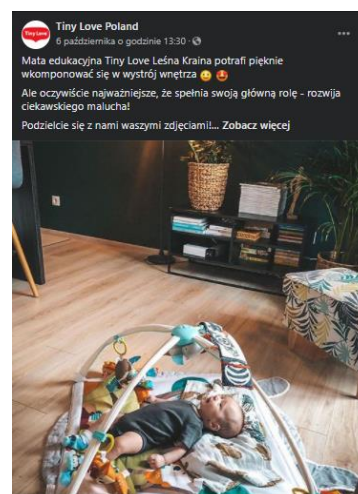 Tiny Love
Tiny Love Poland
6 października o godzinie 13:30 ·
Mata edukacyjna Tiny Love Leśna Kraina potrafi pięknie
wkomponować się w wystrój wnętrza
Ale oczywiście najważniejsze, że spełnia swoją główną rolę - rozwija
ciekawskiego malucha!
Podzielcie się z nami waszymi zdjęciami!... Zobacz więcej